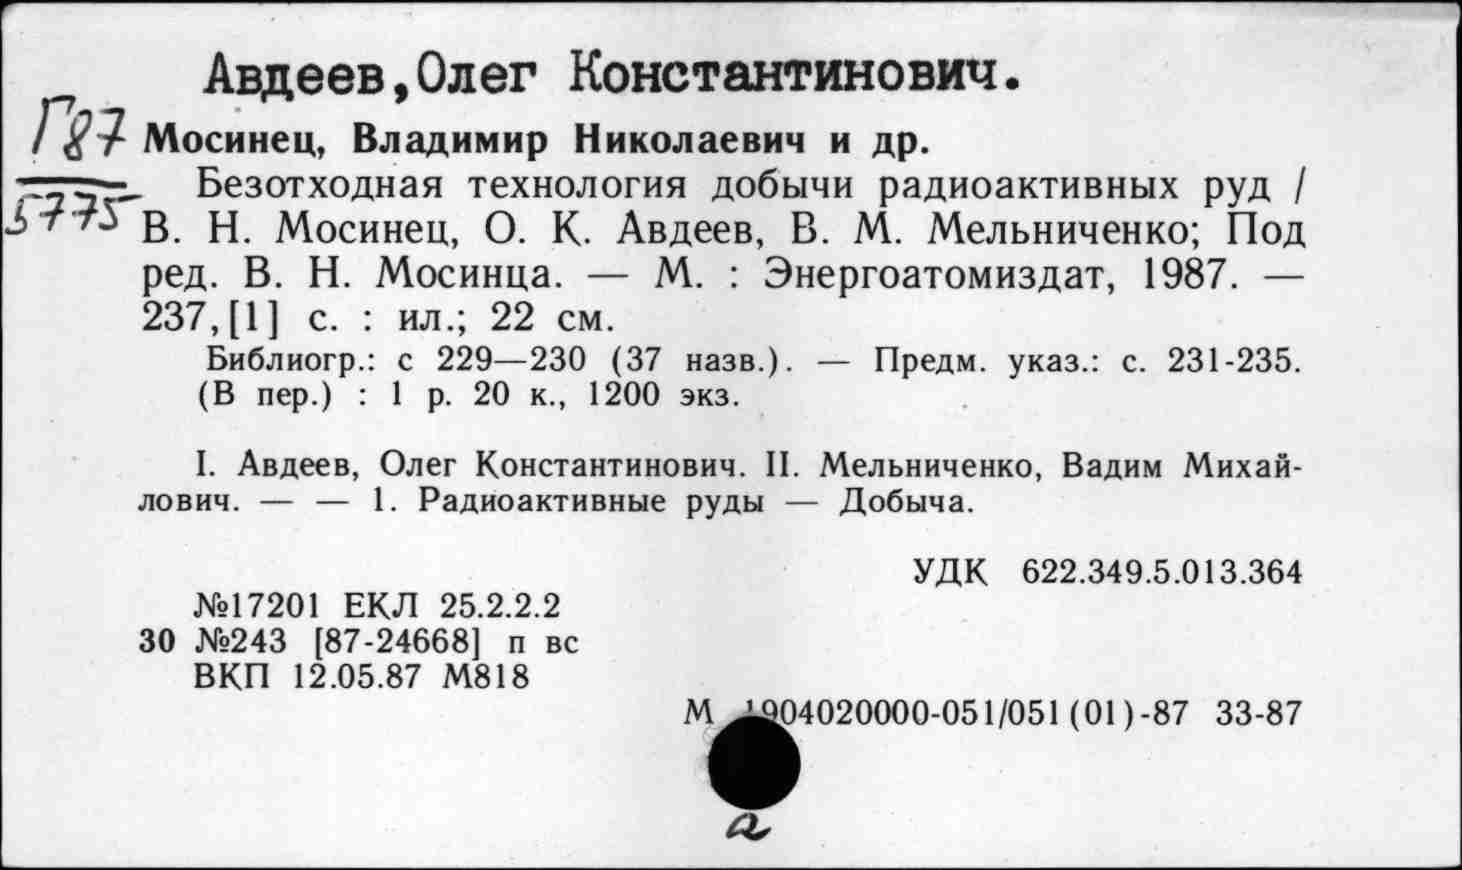 Авдеев,Олег Константинович.
Г87
5775
Мосинец, Владимир Николаевич и др.
Безотходная технология добычи радиоактивных руд /
В. Н. Мосинец, О. К. Авдеев, В. М. Мельниченко; Под
ред. В. Н. Мосинца. — М. : Энергоатомиздат, 1987. —
237,[1] с. : ил.; 22 см.
Библиогр.: с 229—230 (37 назв.). — Предм. указ.: с. 231-235.
(В пер.) : 1 р. 20 к., 1200 экз.
I. Авдеев, Олег Константинович. II. Мельниченко, Вадим Михай-
лович. — — 1. Радиоактивные руды — Добыча.
УДК 622.349.5.013.364
№17201 ЕКЛ 25.2.2.2
30 №243 [87-24668] п вс
ВКП 12.05.87 М818
М 1904020000-051/051(01)-87 33-87
а